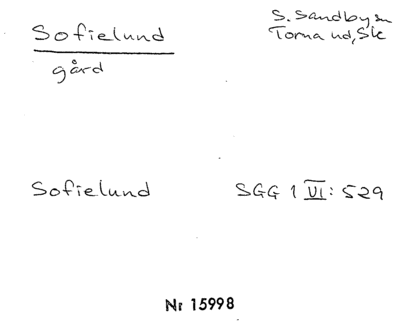 Sofielund
S. Sandby sn
Torna hd, Sk
gård
Sofielund
SGG 1 VI: 529
Nr 15998